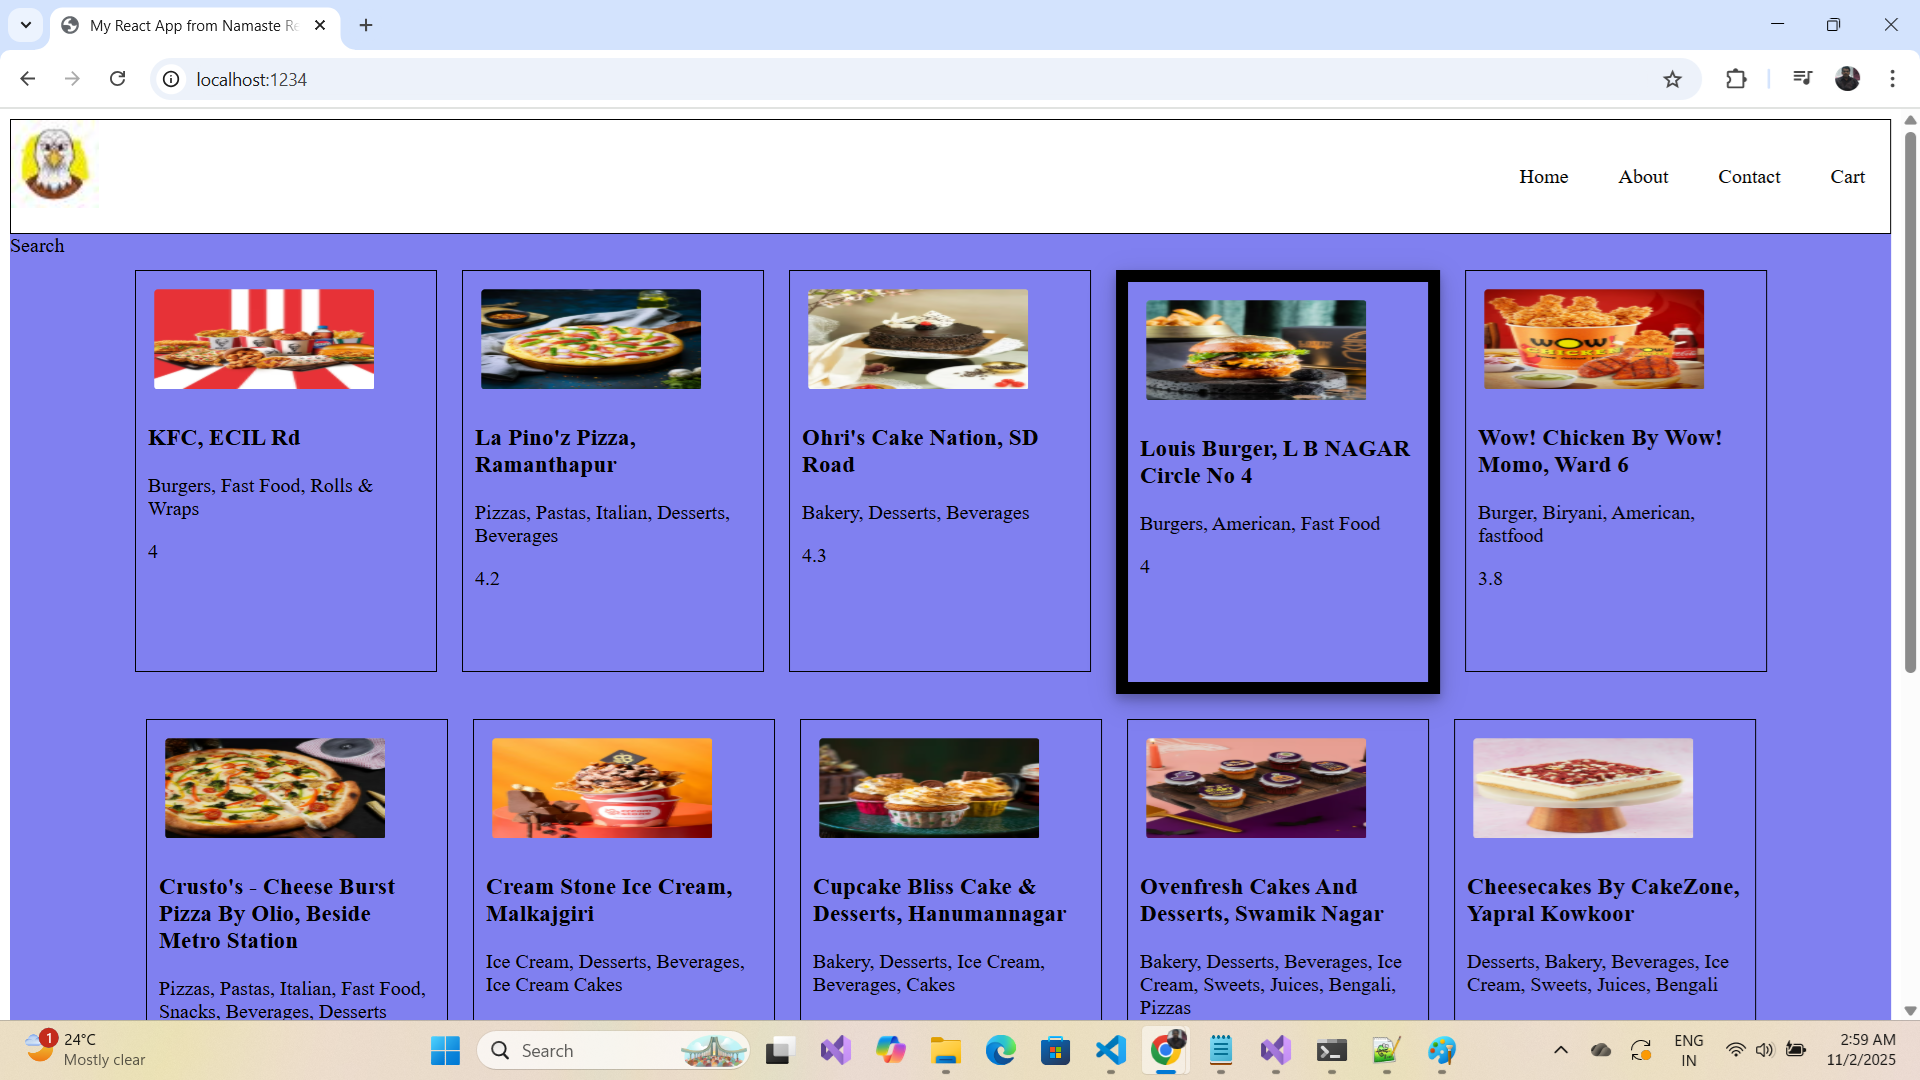 My React App from Namaste Re
localhost:1234
Home About Contact Cart
Search
KFC, ECIL Rd
Burgers, Fast Food, Rolls &
Wraps
4
La Pino'z Pizza,
Ramanthapur
Pizzas, Pastas, Italian, Desserts,
Beverages
4.2
Ohri's Cake Nation, SD
Road
Bakery, Desserts, Beverages
4.3
Louis Burger, L B NAGAR
Circle No 4
Burgers, American, Fast Food
4
WOW!
CHICKEN
Wow! Chicken By Wow!
Momo, Ward 6
Burger, Biryani, American,
fastfood
3.8
Crusto's - Cheese Burst
Pizza By Olio, Beside
Metro Station
Pizzas, Pastas, Italian, Fast Food,
Snacks, Beverages, Desserts
Cream Stone Ice Cream,
Malkajgiri
Ice Cream, Desserts, Beverages,
Ice Cream Cakes
Cupcake Bliss Cake &
Desserts, Hanumannagar
Bakery, Desserts, Ice Cream,
Beverages, Cakes
Ovenfresh Cakes And
Desserts, Swamik Nagar
Bakery, Desserts, Beverages, Ice
Cream, Sweets, Juices, Bengali,
Pizzas
Cheesecakes By CakeZone,
Yapral Kowkoor
Desserts, Bakery, Beverages, Ice
Cream, Sweets, Juices, Bengali
1
24°C
Mostly clear
Search
ENG
IN
2:59 AM
11/2/2025